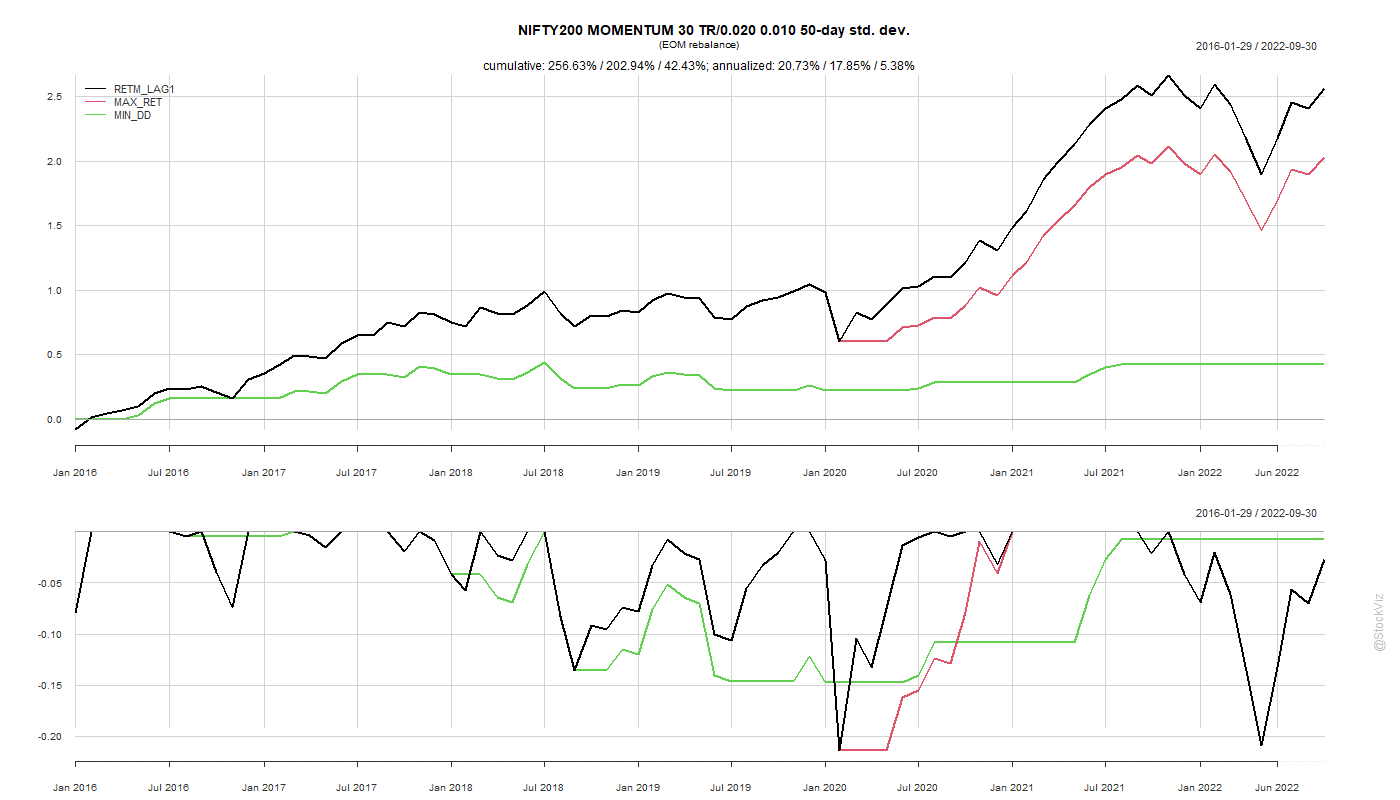 NIFTY200 MOMENTUM 30 TR/0.020 0.010 50-day std. dev.
(EOM rebalance)
2016-01-29 / 2022-09-30
cumulative: 256.63% / 202.94% / 42.43%; annualized: 20.73% / 17.85% / 5.38%
RETM_LAG1
MAX_RET
MIN_DD
2.5
2.0
1.5
1.0
0.5
0.0
Jan 2016 Jul 2016 Jan 2017 Jul 2017 Jan 2018 Jul 2018 Jan 2019 Jul 2019 Jan 2020 Jul 2020 Jan 2021 Jul 2021 Jan 2022 Jun 2022
2016-01-29 / 2022-09-30
-0.05
-0.10
-0.15
-0.20
Jan 2016 Jul 2016 Jan 2017 Jul 2017 Jan 2018 Jul 2018 Jan 2019 Jul 2019 Jan 2020 Jul 2020 Jan 2021 Jul 2021 Jan 2022 Jun 2022
@StockViz